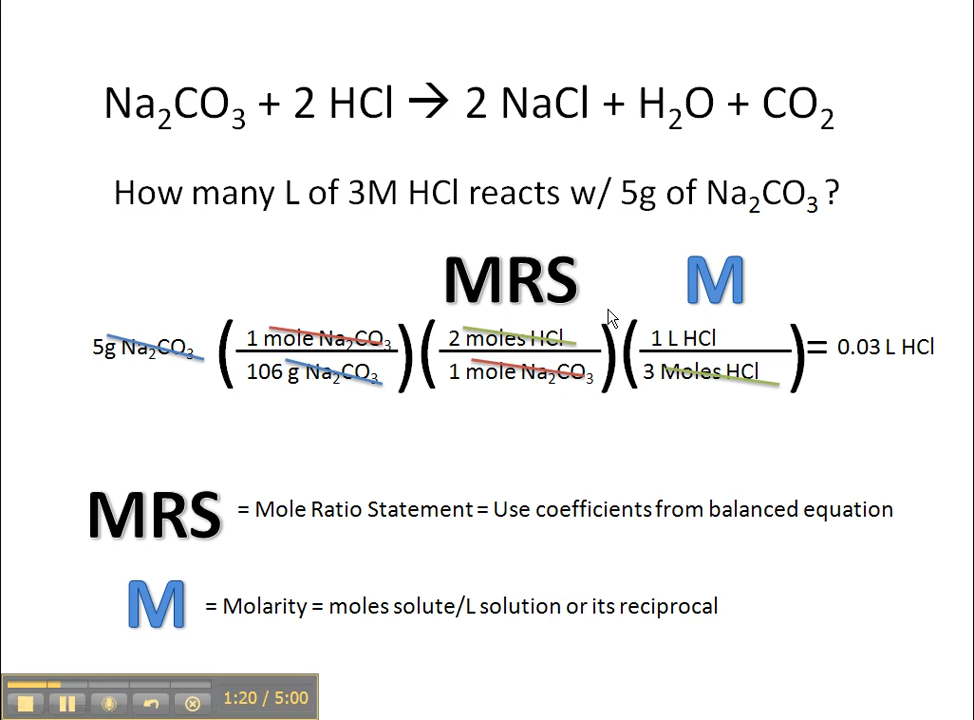 Na₂CO₃ + 2 HCl → 2 NaCl + H₂O + CO₂
How many L of 3M HCl reacts w/ 5g of Na₂CO₃ ?
MRS M
5g Na₂CO₃ ( 1 mole Na₂CO₃ / 106 g Na₂CO₃ ) ( 2 moles HCl / 1 mole Na₂CO₃ ) ( 1 L HCl / 3 Moles HCl ) = 0.03 L HCl
MRS = Mole Ratio Statement = Use coefficients from balanced equation
M = Molarity = moles solute/L solution or its reciprocal
1:20 / 5:00